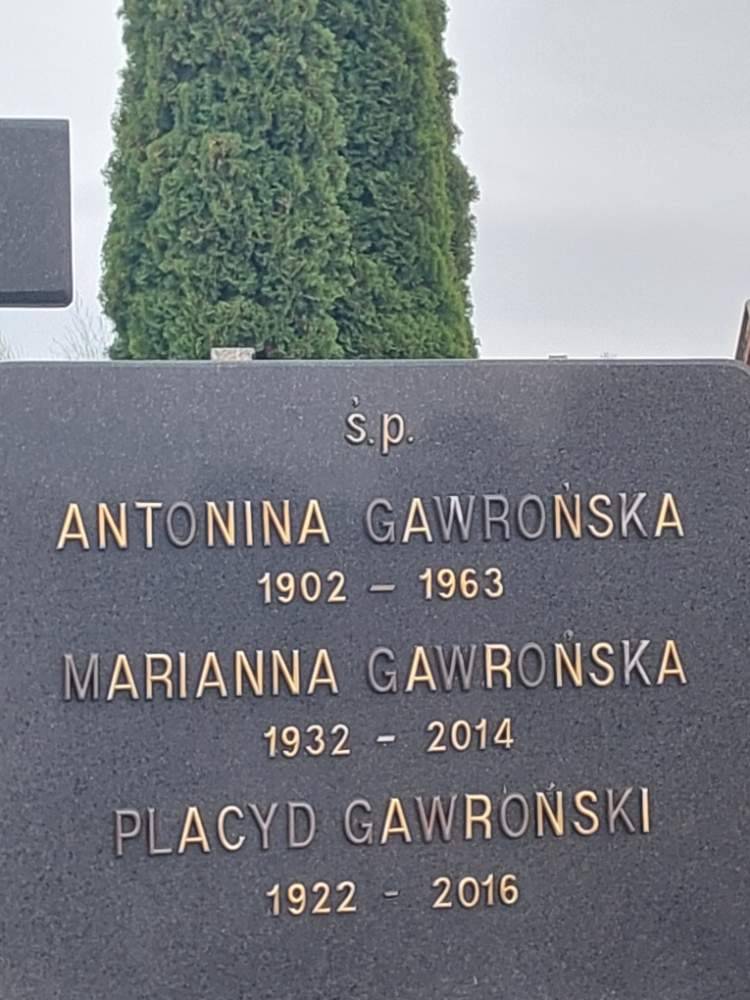 ś.p.
ANTONINA GAWROŃSKA
1902 – 1963
MARIANNA GAWROŃSKA
1932 - 2014
PLACYD GAWROŃSKI
1922 - 2016